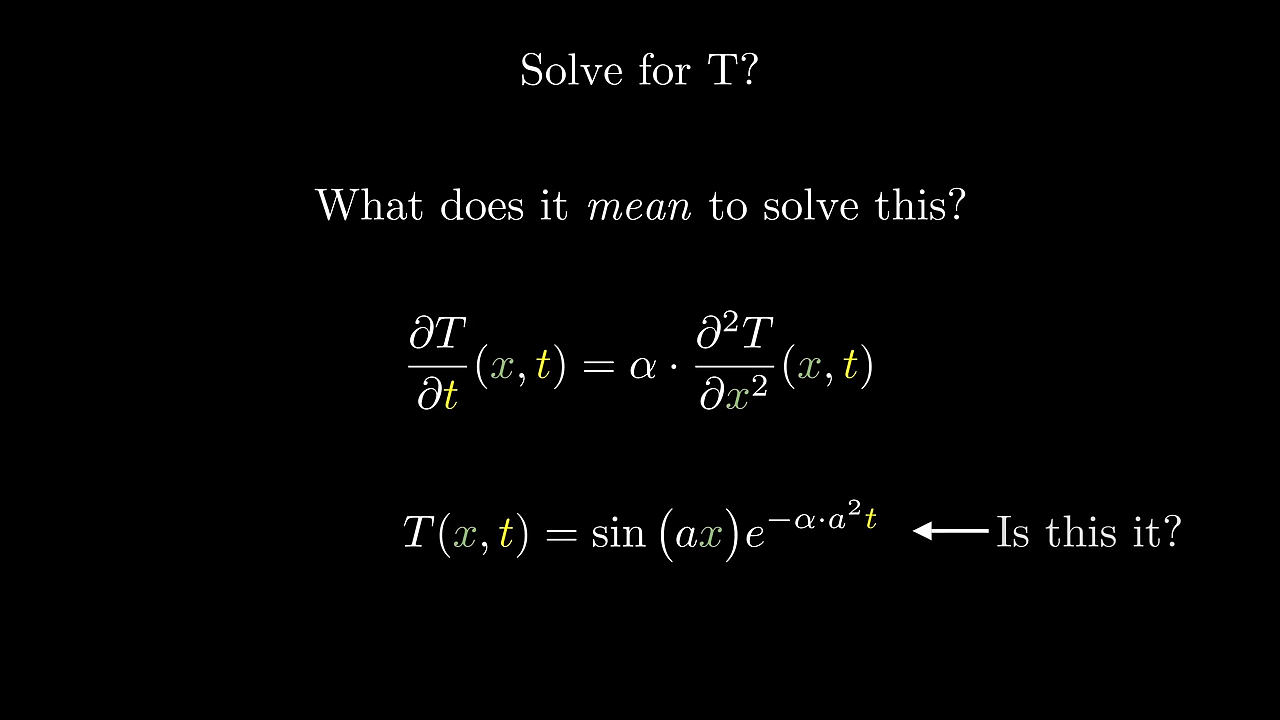 Solve for T?
What does it mean to solve this?
∂T/∂t (x, t) = α · ∂²T/∂x² (x, t)
T(x, t) = sin (ax) e^{−α·a²t} ← Is this it?